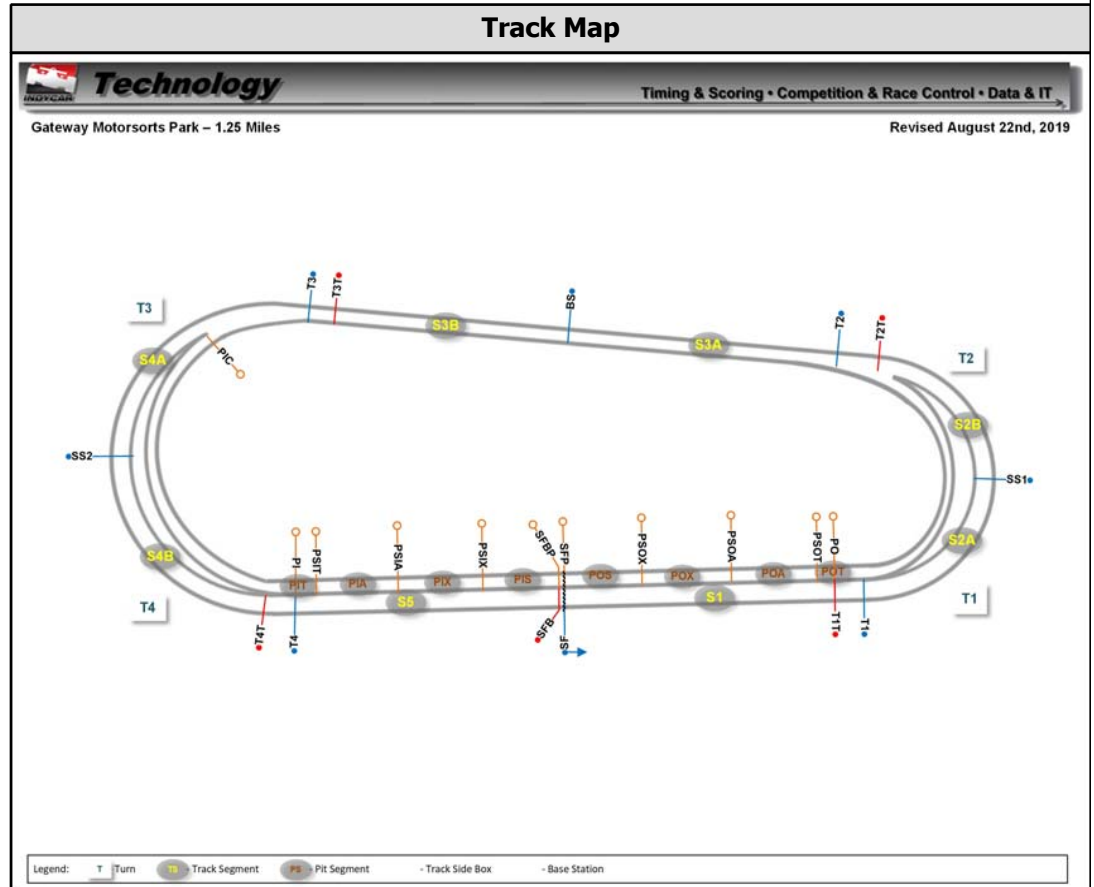 Track Map
INDYCAR
Technology
Timing & Scoring • Competition & Race Control • Data & IT
Gateway Motorsorts Park – 1.25 Miles
Revised August 22nd, 2019
T3
T3T
BS
T2
T2T
T3
S3B
S3A
T2
S4A
PIC
S2B
SS2
SS1
S4B
PI
PSIT
PSIA
PSIX
SFBP
SFP
PSOX
PSOA
PSOT
PO
S2A
PIT
PIA
PIX
PIS
POS
POX
POA
POT
S5
S1
T4
T1
T4T
T4
SFB
SF
T1T
T1
Legend:
T Turn
TS - Track Segment
PS - Pit Segment
- Track Side Box
- Base Station